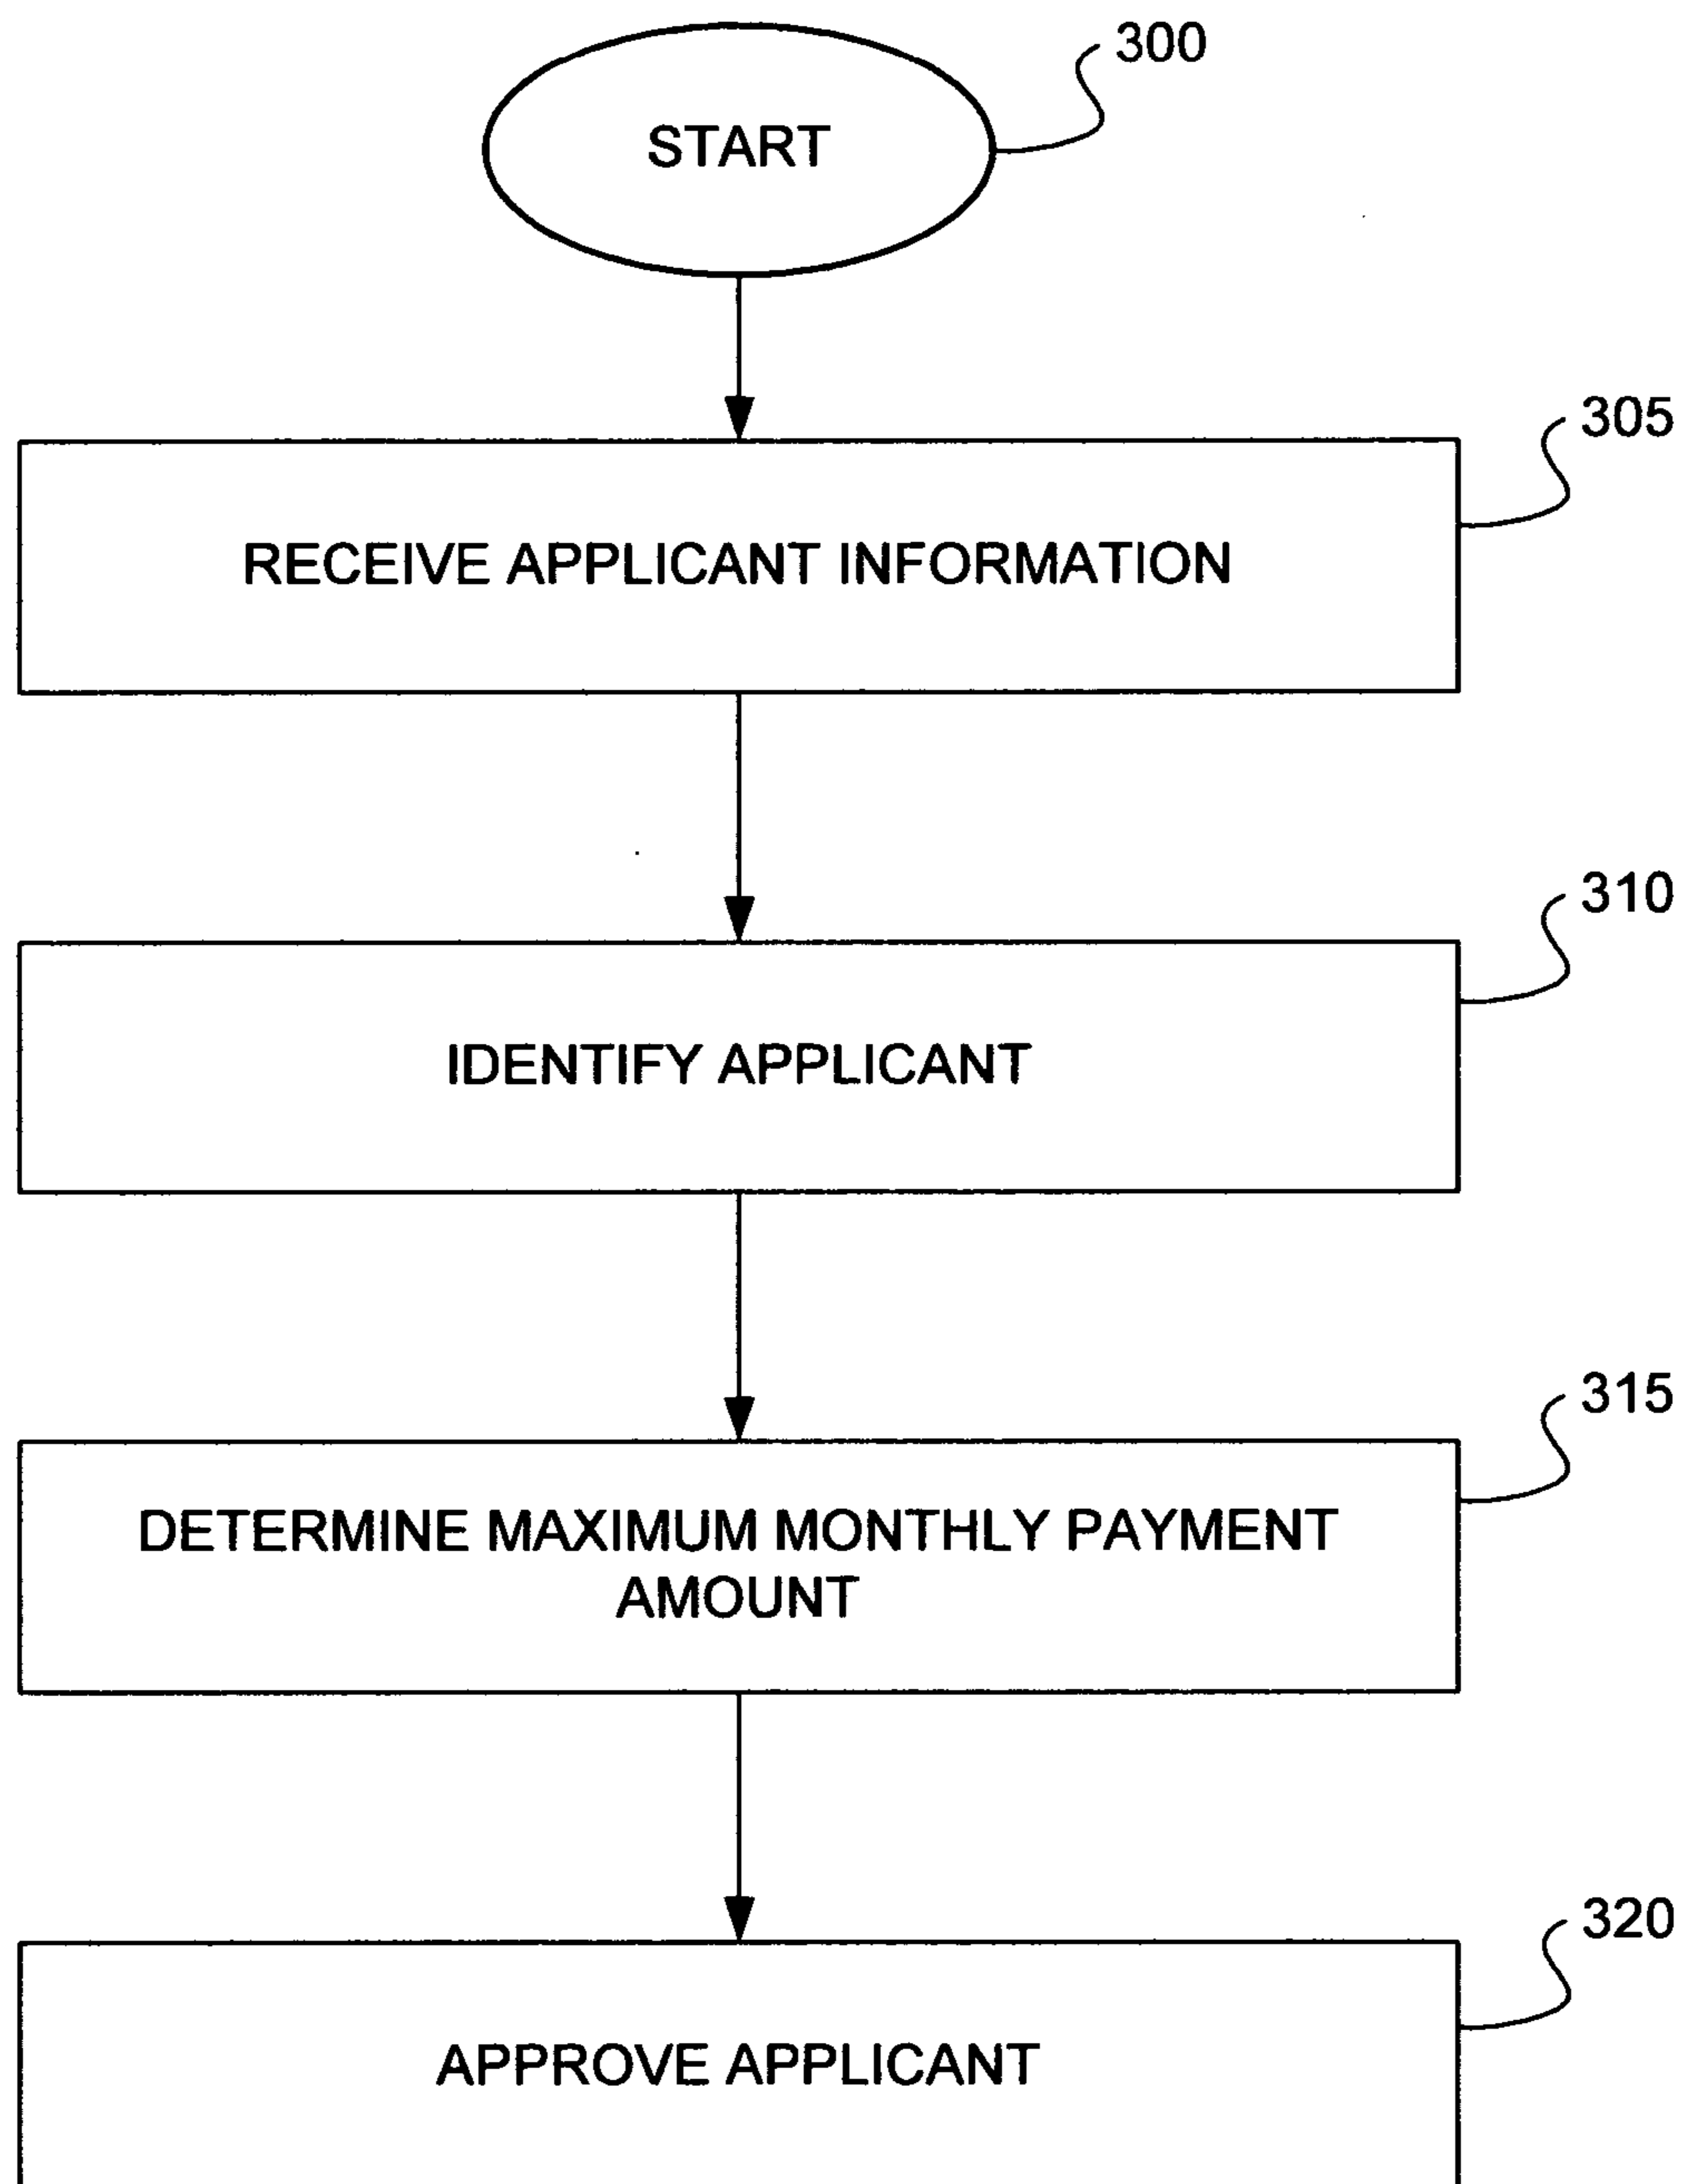 300
START
305
RECEIVE APPLICANT INFORMATION
310
IDENTIFY APPLICANT
315
DETERMINE MAXIMUM MONTHLY PAYMENT
AMOUNT
320
APPROVE APPLICANT